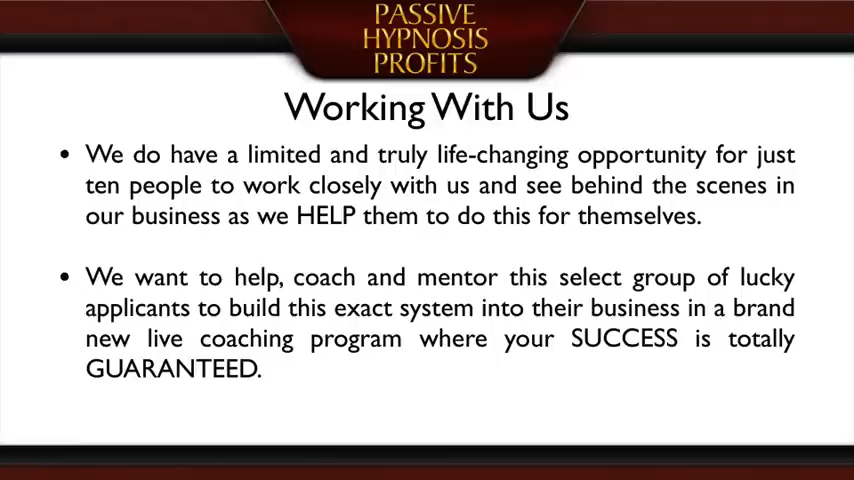 PASSIVE
HYPNOSIS
PROFITS
Working With Us
• We do have a limited and truly life-changing opportunity for just
ten people to work closely with us and see behind the scenes in
our business as we HELP them to do this for themselves.
• We want to help, coach and mentor this select group of lucky
applicants to build this exact system into their business in a brand
new live coaching program where your SUCCESS is totally
GUARANTEED.